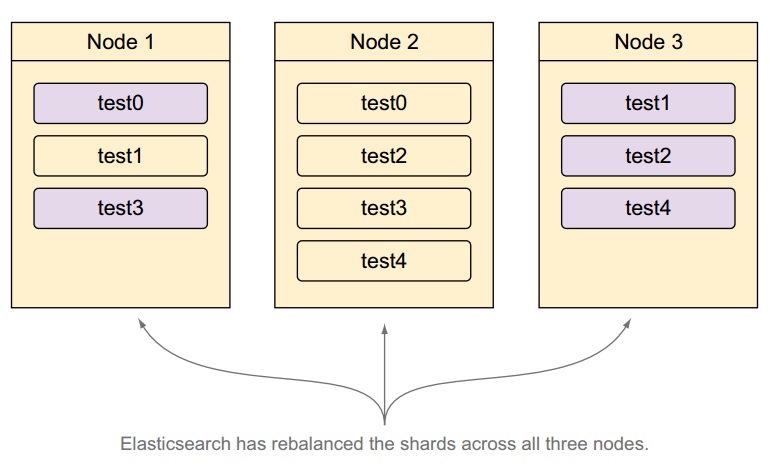 Node 1
test0
test1
test3
Node 2
test0
test2
test3
test4
Node 3
test1
test2
test4
Elasticsearch has rebalanced the shards across all three nodes.